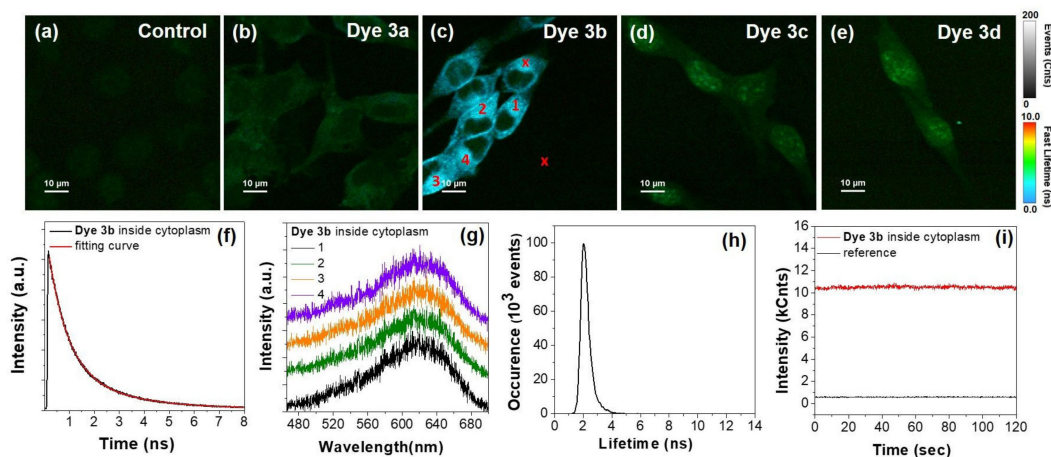 (a) Control
(b) Dye 3a
(c) Dye 3b
(d) Dye 3c
(e) Dye 3d
x
1
2
4
3
x
10 µm
10 µm
10 µm
10 µm
10 µm
200
Events (Cnts)
0
10.0
Fast Lifetime (ns)
0.0
Dye 3b inside cytoplasm (f)
fitting curve
Intensity (a.u.)
1 2 3 4 5 6 7 8
Time (ns)
Dye 3b inside cytoplasm (g)
1
2
3
4
Intensity (a.u.)
480 520 560 600 640 680
Wavelength(nm)
(h)
Occurence (10³ events)
100
80
60
40
20
0
0 2 4 6 8 10 12 14
Lifetime (ns)
(i)
Dye 3b inside cytoplasm
reference
Intensity (kCnts)
16
14
12
10
8
6
4
2
0
0 20 40 60 80 100 120
Time (sec)